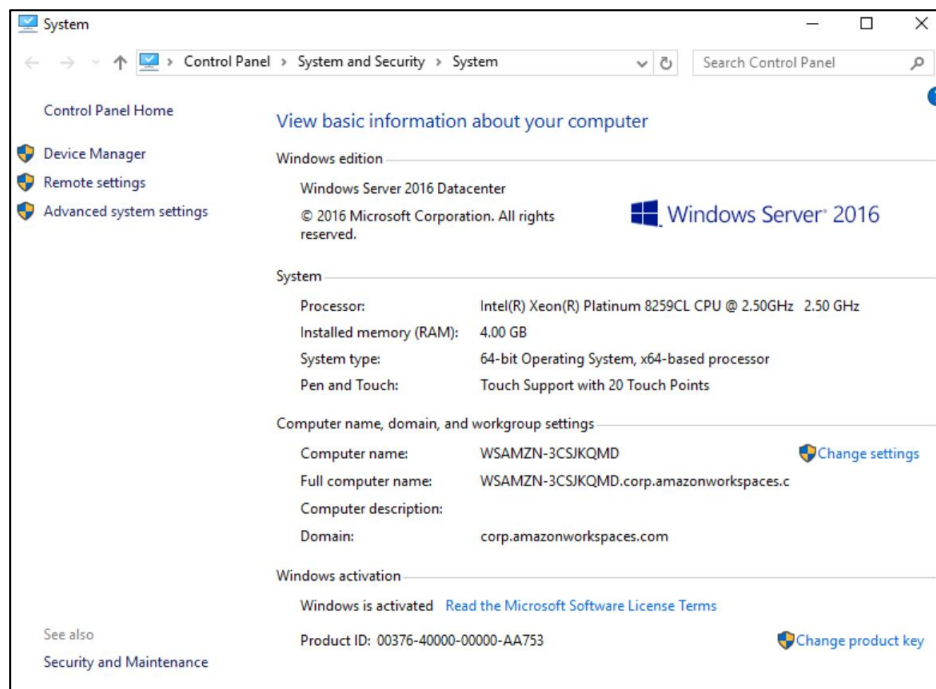 System
Control Panel > System and Security > System
Search Control Panel
Control Panel Home
Device Manager
Remote settings
Advanced system settings
See also
Security and Maintenance
View basic information about your computer
Windows edition
Windows Server 2016 Datacenter
© 2016 Microsoft Corporation. All rights
reserved.
Windows Server® 2016
System
Processor: Intel(R) Xeon(R) Platinum 8259CL CPU @ 2.50GHz 2.50 GHz
Installed memory (RAM): 4.00 GB
System type: 64-bit Operating System, x64-based processor
Pen and Touch: Touch Support with 20 Touch Points
Computer name, domain, and workgroup settings
Computer name: WSAMZN-3CSJKQMD
Change settings
Full computer name: WSAMZN-3CSJKQMD.corp.amazonworkspaces.c
Computer description:
Domain: corp.amazonworkspaces.com
Windows activation
Windows is activated Read the Microsoft Software License Terms
Product ID: 00376-40000-00000-AA753
Change product key